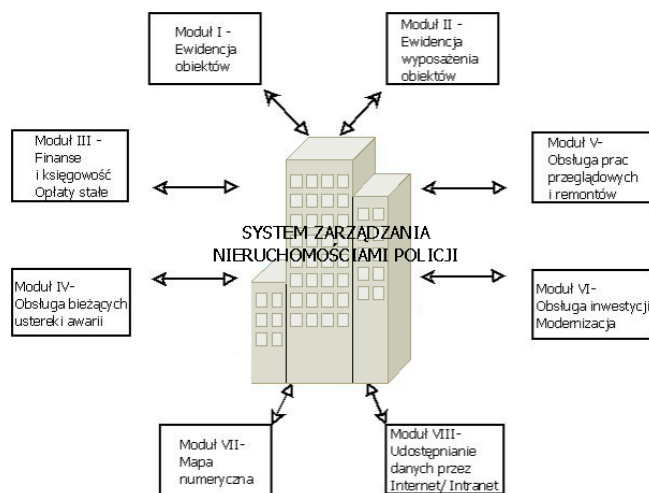 Moduł I -
Ewidencja
obiektów
Moduł II -
Ewidencja
wyposażenia
obiektów
Moduł III -
Finanse
i księgowość
Opłaty stałe
Moduł V-
Obsługa prac
przeglądowych
i remontów
SYSTEM ZARZĄDZANIA
NIERUCHOMOŚCIAMI POLICJI
Moduł IV-
Obsługa bieżących
usterek i awarii
Moduł VI-
Obsługa inwestycji
Modernizacja
Moduł VII-
Mapa
numeryczna
Moduł VIII-
Udostępnianie
danych przez
Internet/ Intranet